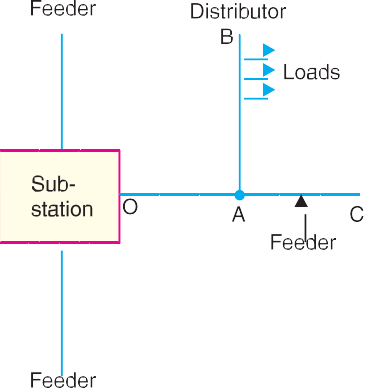 Feeder
Distributor
B
Loads
Sub-
station
O
A
C
Feeder
Feeder